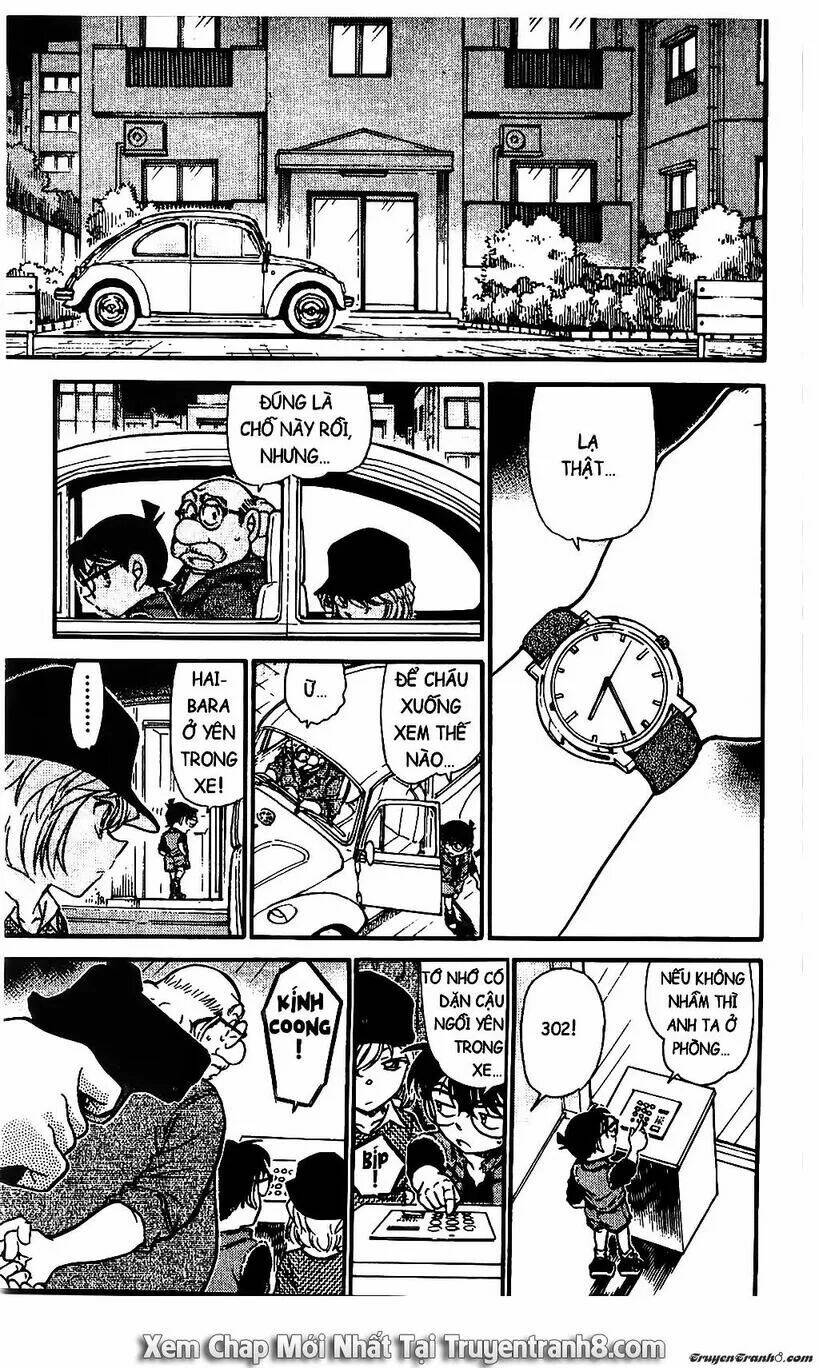 LẠ
THẬT...
ĐÚNG LÀ
CHỐ NÀY RỒI,
NHƯNG...
ĐỂ CHÁU
XUỐNG
XEM THẾ
NÀO...
Ữ...
HAI-
BARA
Ở YÊN
TRONG
XE!
........
NẾU KHÔNG
NHẦM THÌ
ANH TA Ở
PHÒNG...
302!
TỚ NHỚ CÓ
DẶN CẬU
NGỒI YÊN
TRONG
XE...
BÍP
!
KÍNH
COONG
!
Xem Chap Mới Nhất Tại Truyentranh8.com
TruyenTranh8.com